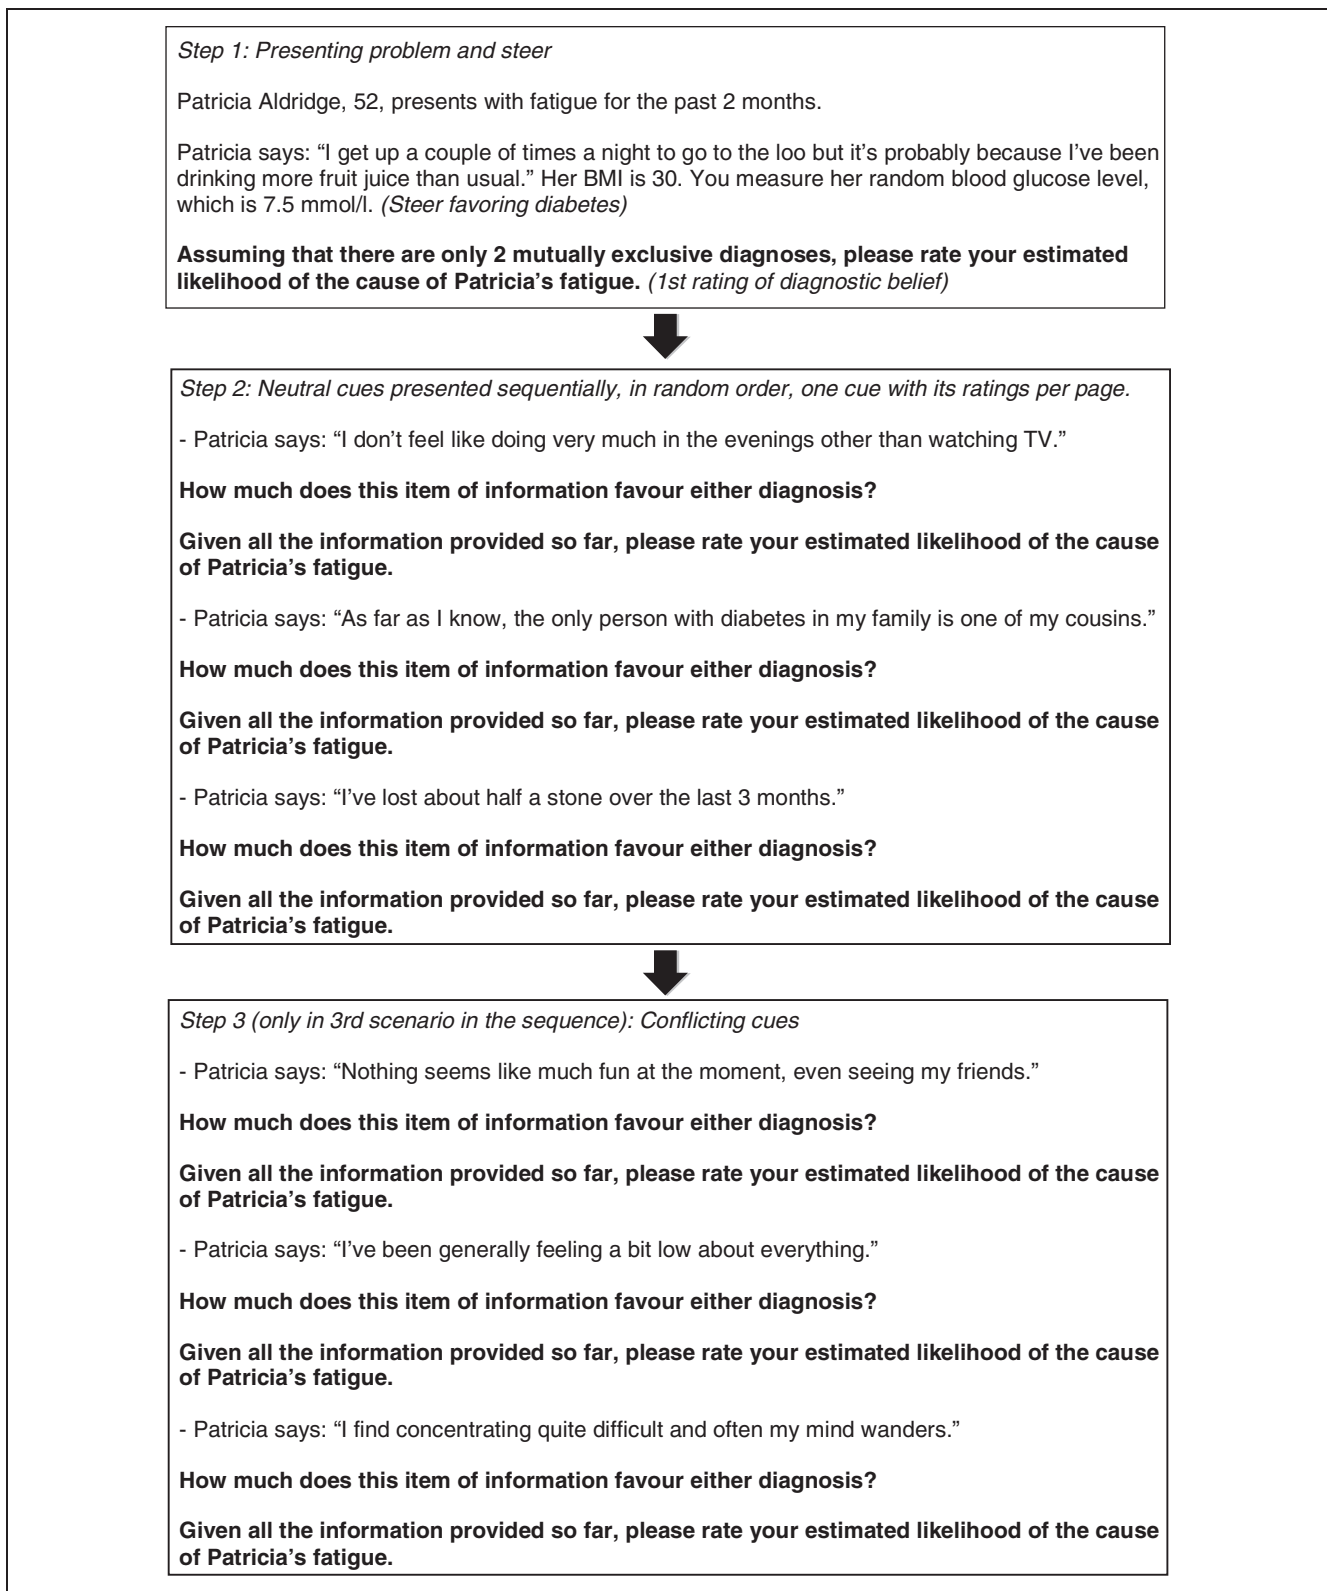 Step 1: Presenting problem and steer
Patricia Aldridge, 52, presents with fatigue for the past 2 months.
Patricia says: “I get up a couple of times a night to go to the loo but it’s probably because I’ve been
drinking more fruit juice than usual.” Her BMI is 30. You measure her random blood glucose level,
which is 7.5 mmol/l. (Steer favoring diabetes)
Assuming that there are only 2 mutually exclusive diagnoses, please rate your estimated
likelihood of the cause of Patricia’s fatigue. (1st rating of diagnostic belief)
Step 2: Neutral cues presented sequentially, in random order, one cue with its ratings per page.
- Patricia says: “I don’t feel like doing very much in the evenings other than watching TV.”
How much does this item of information favour either diagnosis?
Given all the information provided so far, please rate your estimated likelihood of the cause
of Patricia’s fatigue.
- Patricia says: “As far as I know, the only person with diabetes in my family is one of my cousins.”
How much does this item of information favour either diagnosis?
Given all the information provided so far, please rate your estimated likelihood of the cause
of Patricia’s fatigue.
- Patricia says: “I’ve lost about half a stone over the last 3 months.”
How much does this item of information favour either diagnosis?
Given all the information provided so far, please rate your estimated likelihood of the cause
of Patricia’s fatigue.
Step 3 (only in 3rd scenario in the sequence): Conflicting cues
- Patricia says: “Nothing seems like much fun at the moment, even seeing my friends.”
How much does this item of information favour either diagnosis?
Given all the information provided so far, please rate your estimated likelihood of the cause
of Patricia’s fatigue.
- Patricia says: “I’ve been generally feeling a bit low about everything.”
How much does this item of information favour either diagnosis?
Given all the information provided so far, please rate your estimated likelihood of the cause
of Patricia’s fatigue.
- Patricia says: “I find concentrating quite difficult and often my mind wanders.”
How much does this item of information favour either diagnosis?
Given all the information provided so far, please rate your estimated likelihood of the cause
of Patricia’s fatigue.